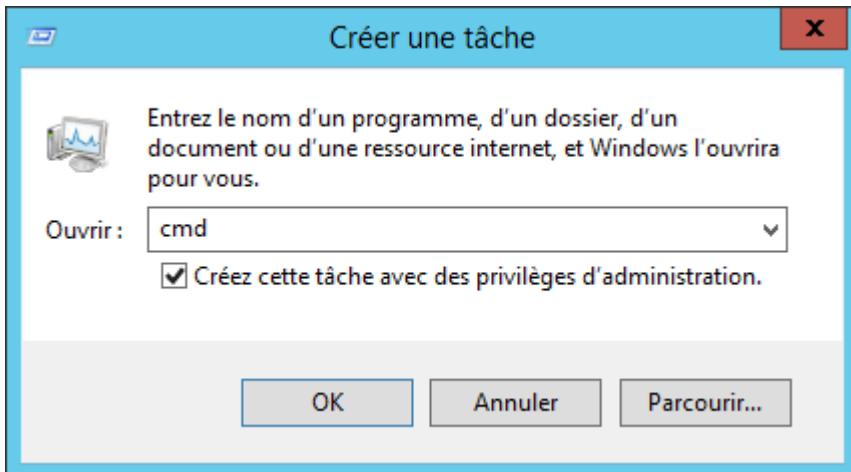 Créer une tâche
x
Entrez le nom d'un programme, d'un dossier, d'un
document ou d'une ressource internet, et Windows l'ouvrira
pour vous.
Ouvrir : cmd
Créez cette tâche avec des privilèges d'administration.
OK Annuler Parcourir...